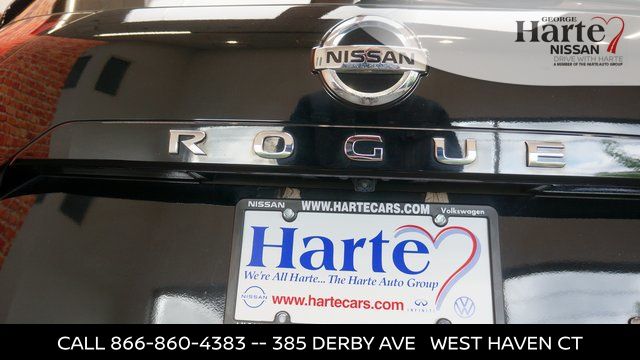 GEORGE
Harte
NISSAN
DRIVE WITH HARTE
A MEMBER OF THE HARTE AUTO GROUP
NISSAN
ROGUE
NISSAN WWW.HARTECARS.COM Volkswagen
Harte
We're All Harte... The Harte Auto Group
NISSAN www.hartecars.com INFINITI
CALL 866-860-4383 -- 385 DERBY AVE WEST HAVEN CT